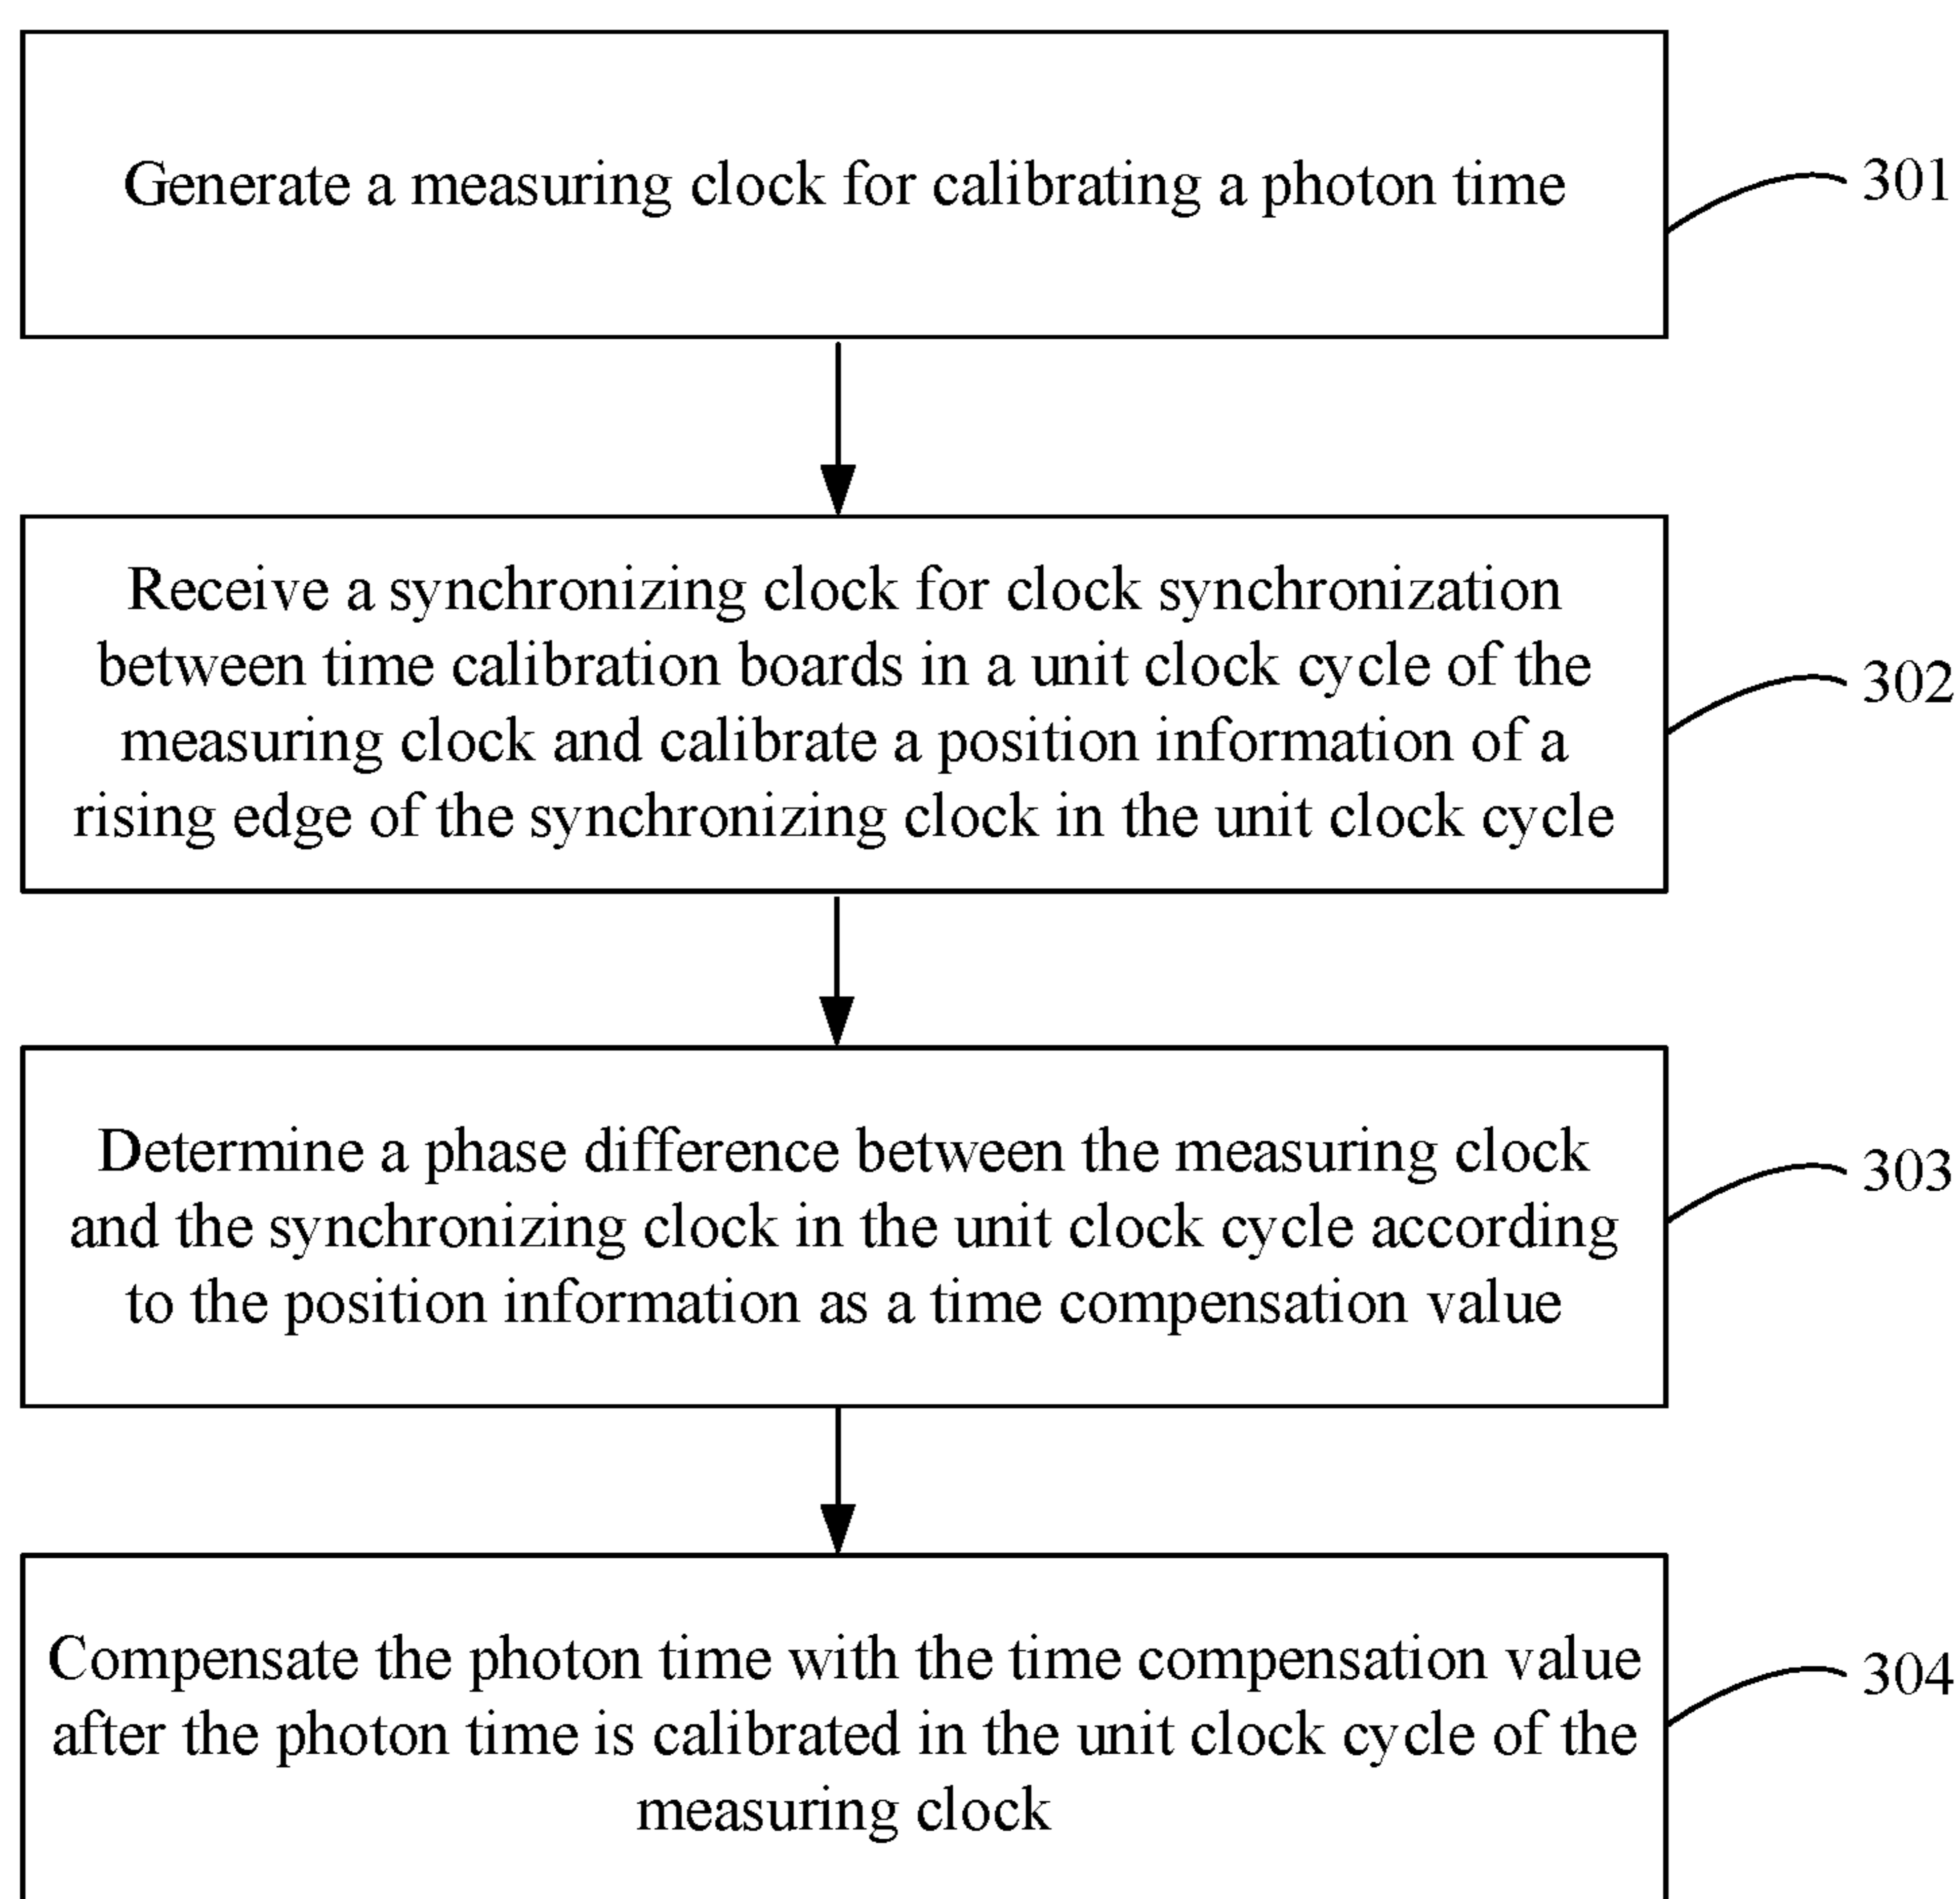 Generate a measuring clock for calibrating a photon time
301
Receive a synchronizing clock for clock synchronization
between time calibration boards in a unit clock cycle of the
measuring clock and calibrate a position information of a
rising edge of the synchronizing clock in the unit clock cycle
302
Determine a phase difference between the measuring clock
and the synchronizing clock in the unit clock cycle according
to the position information as a time compensation value
303
Compensate the photon time with the time compensation value
after the photon time is calibrated in the unit clock cycle of the
measuring clock
304